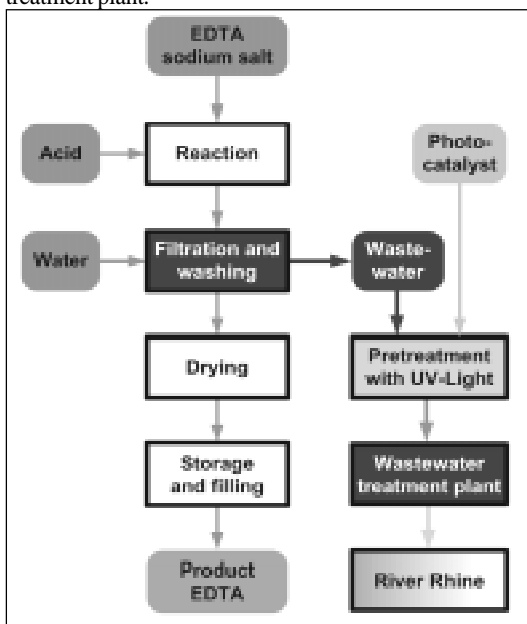 treatment plant.
EDTA
sodium salt
Acid
Reaction
Photo-
catalyst
Water
Filtration and
washing
Waste-
water
Drying
Pretreatment
with UV-Light
Storage
and filling
Wastewater
treatment plant
Product
EDTA
River Rhine